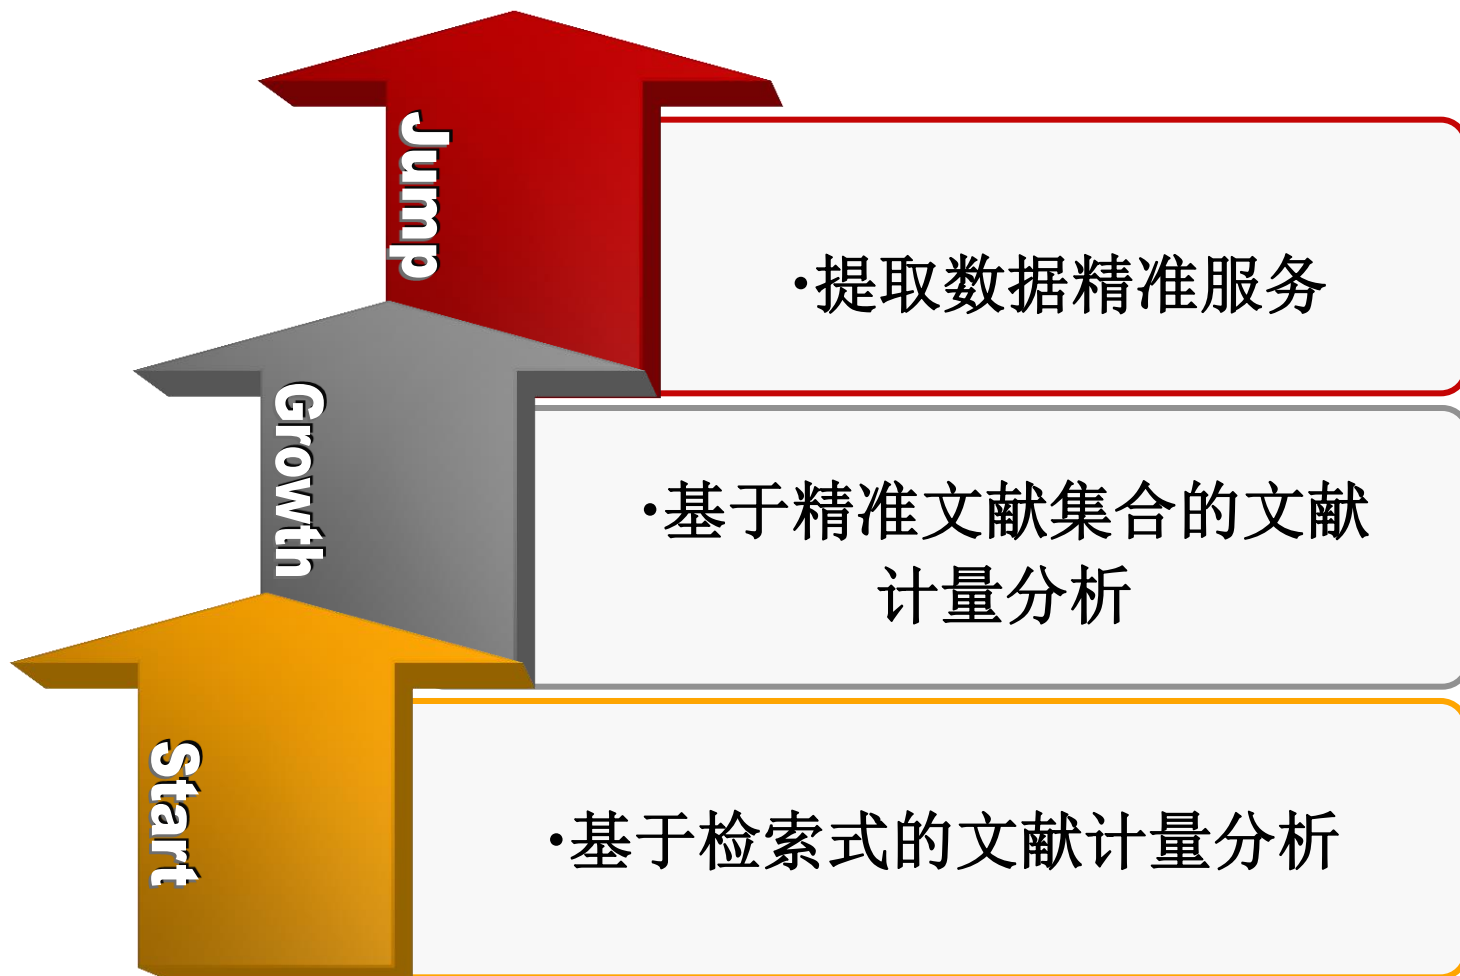 Jump
·提取数据精准服务
Growth
·基于精准文献集合的文献
计量分析
Start
·基于检索式的文献计量分析